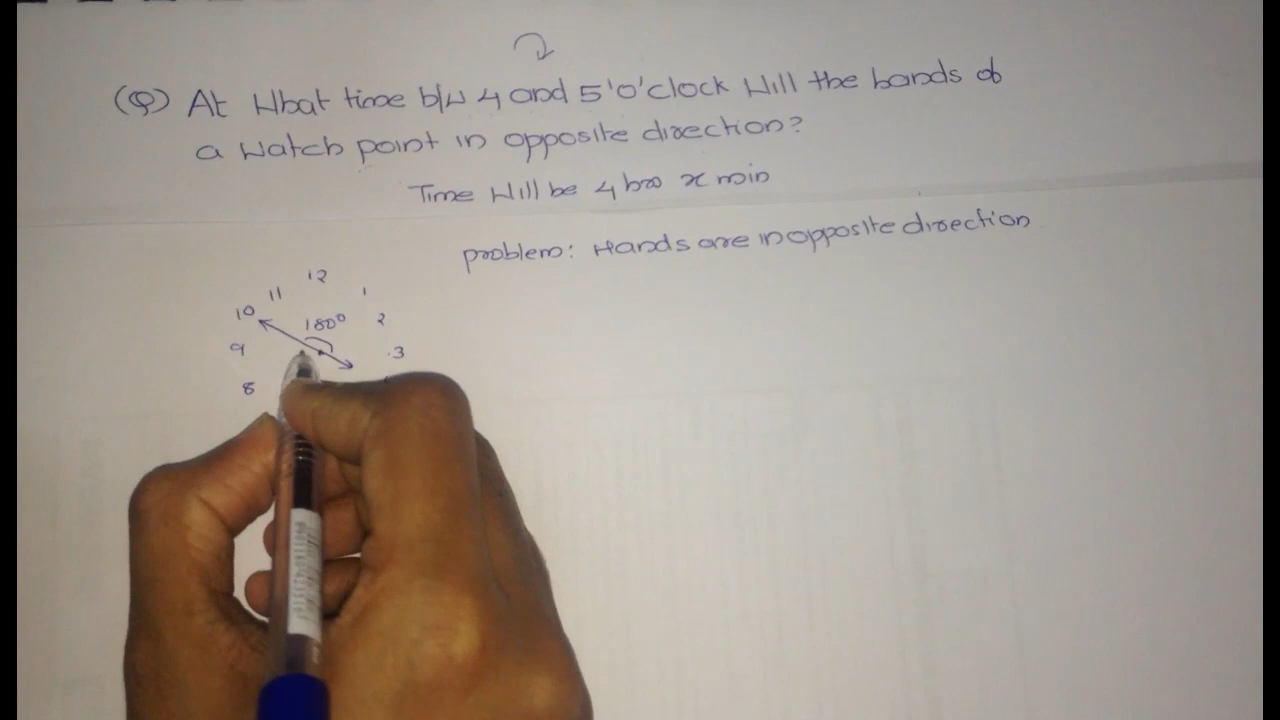 (Q) At What time b/w 4 and 5'0'clock Will the hands of
a Watch point in opposite direction?
Time Will be 4 hrs x min
problem: Hands are in opposite direction
12
11
1
10
180°
2
9
3
8